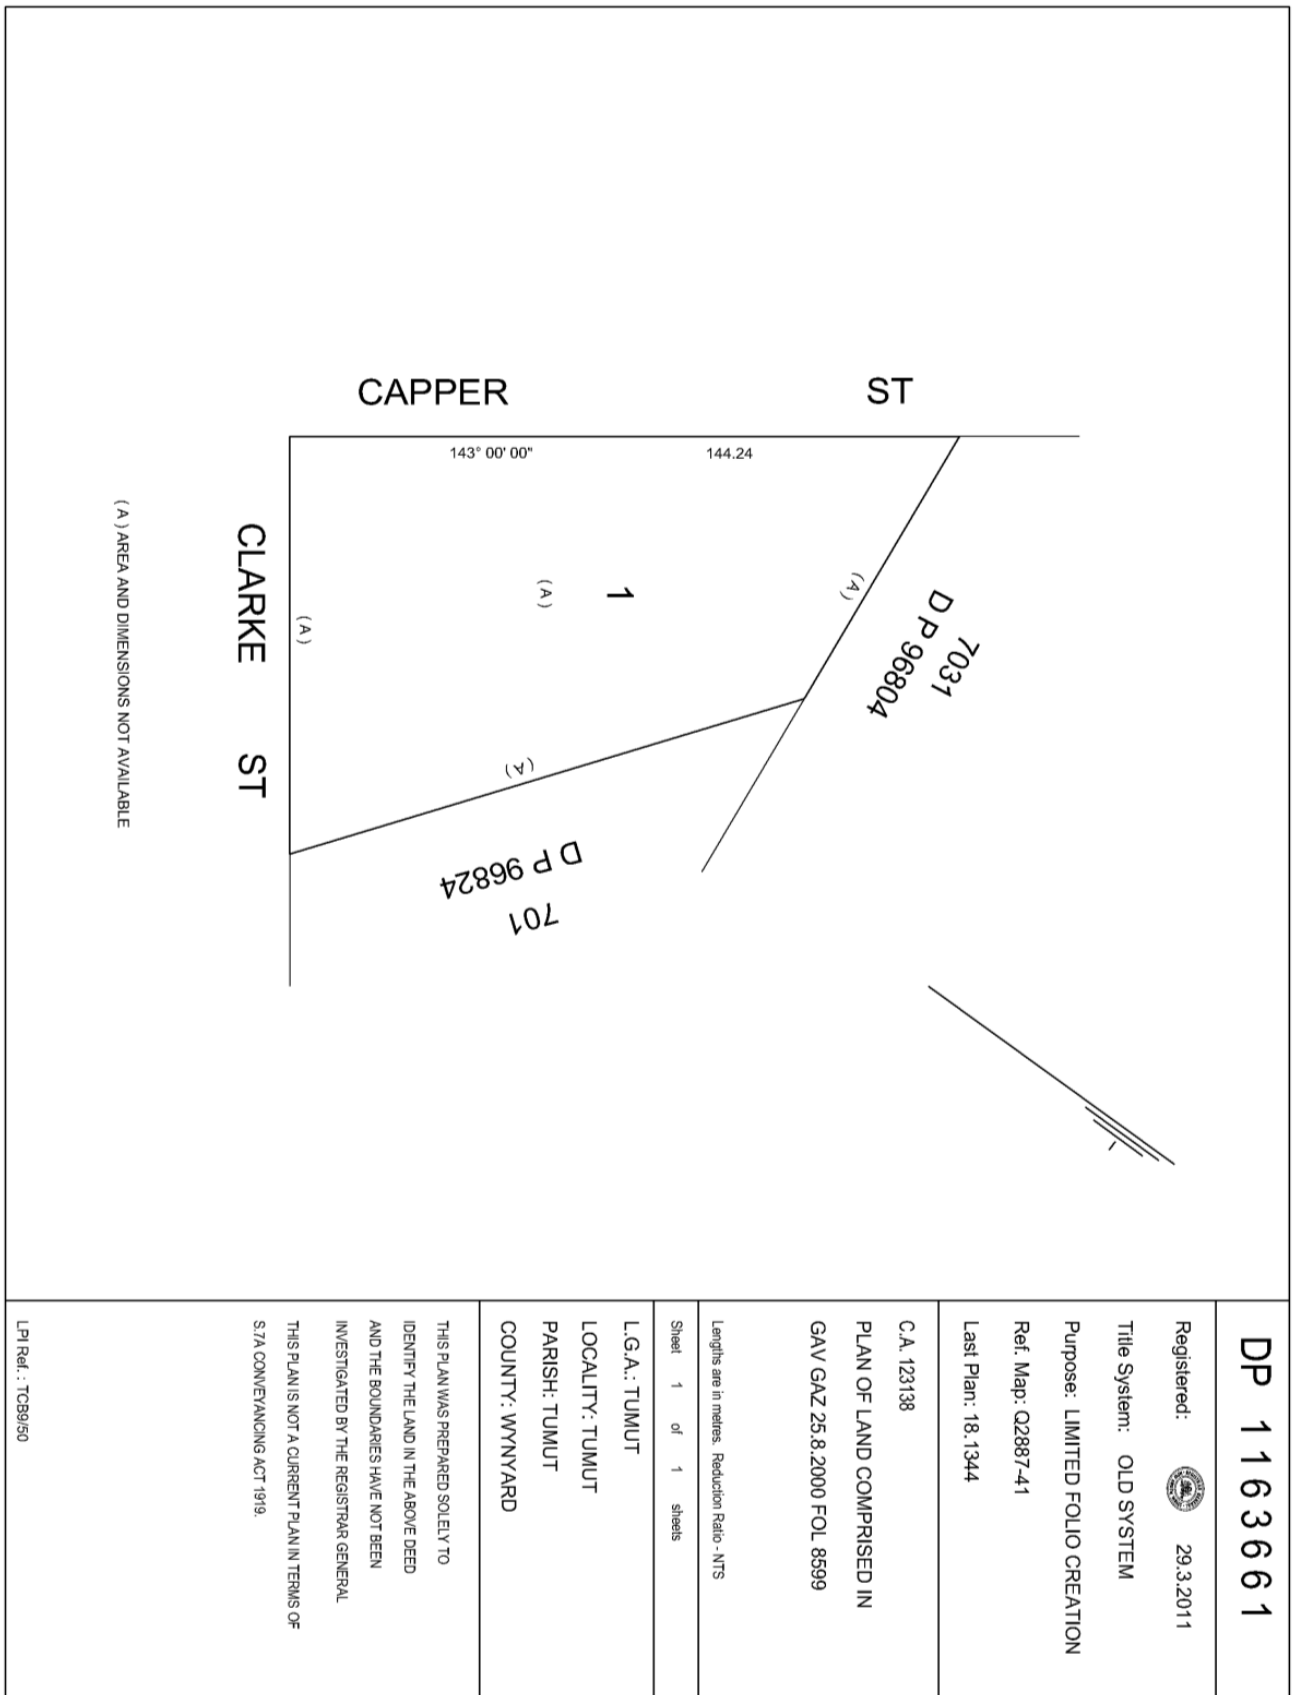 CAPPER ST
143° 00' 00" 144.24
CLARKE ST
(A)
(A)
1
(A)
(A)
7031
DP 96804
DP 96824
701
(A) AREA AND DIMENSIONS NOT AVAILABLE
DP 1163661
Registered: 29.3.2011
Title System: OLD SYSTEM
Purpose: LIMITED FOLIO CREATION
Ref. Map: Q2887-41
Last Plan: 18.1344
C.A. 123138
PLAN OF LAND COMPRISED IN
GAV GAZ 25.8.2000 FOL 8599
Lengths are in metres. Reduction Ratio - NTS
Sheet 1 of 1 sheets
L.G.A.: TUMUT
LOCALITY: TUMUT
PARISH: TUMUT
COUNTY: WYNYARD
THIS PLAN WAS PREPARED SOLELY TO
IDENTIFY THE LAND IN THE ABOVE DEED
AND THE BOUNDARIES HAVE NOT BEEN
INVESTIGATED BY THE REGISTRAR GENERAL
THIS PLAN IS NOT A CURRENT PLAN IN TERMS OF
S.7A CONVEYANCING ACT 1919.
LPI Ref.: TCB9/50